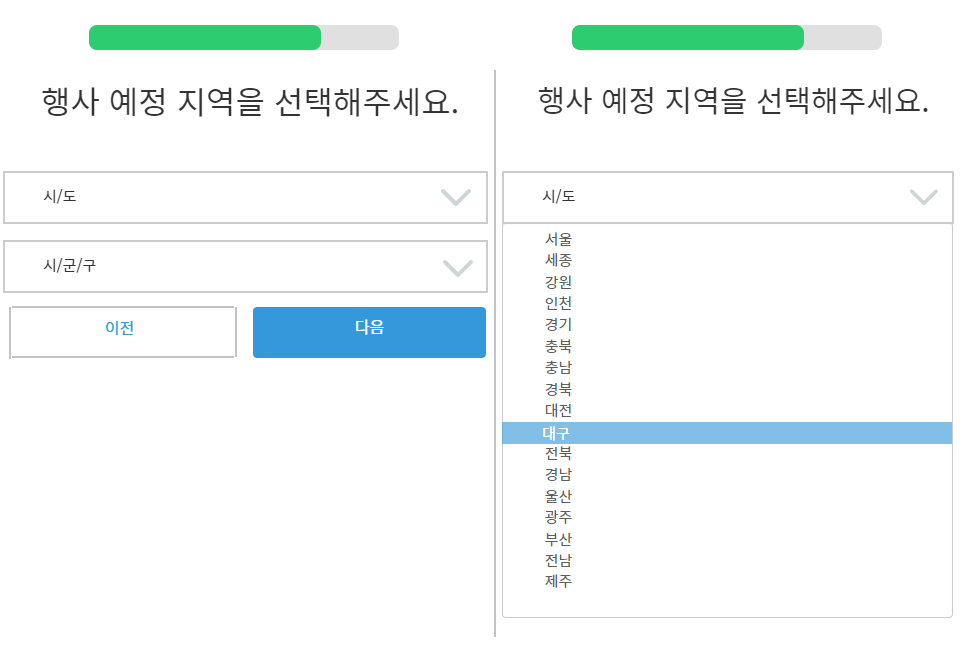 행사 예정 지역을 선택해주세요.
시/도
시/군/구
이전
다음
행사 예정 지역을 선택해주세요.
시/도
서울
세종
강원
인천
경기
충북
충남
경북
대전
대구
전북
경남
울산
광주
부산
전남
제주